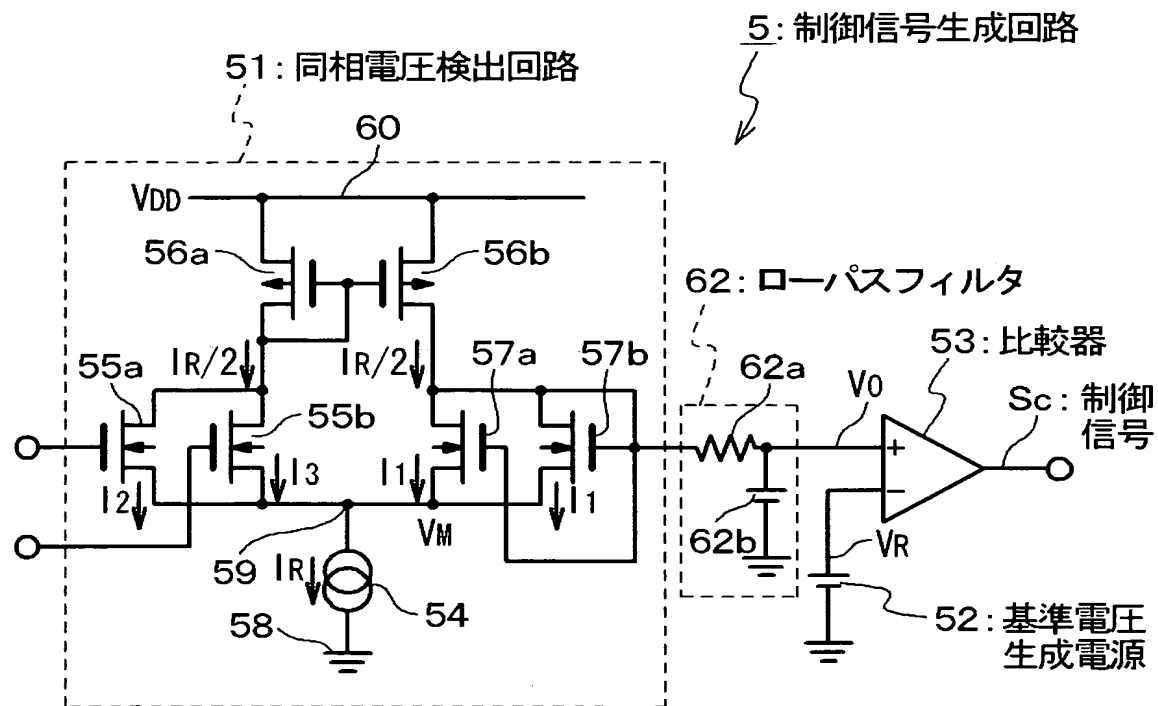 5:制御信号生成回路
51:同相電圧検出回路
60
VDD
56a
56b
62:ローパスフィルタ
IR/2
IR/2
57a
57b
53:比較器
55a
62a
VO
Sc:制御
信号
55b
+
I2
I3
I1
I1
−
VM
62b
VR
59
IR
54
58
52:基準電圧
生成電源